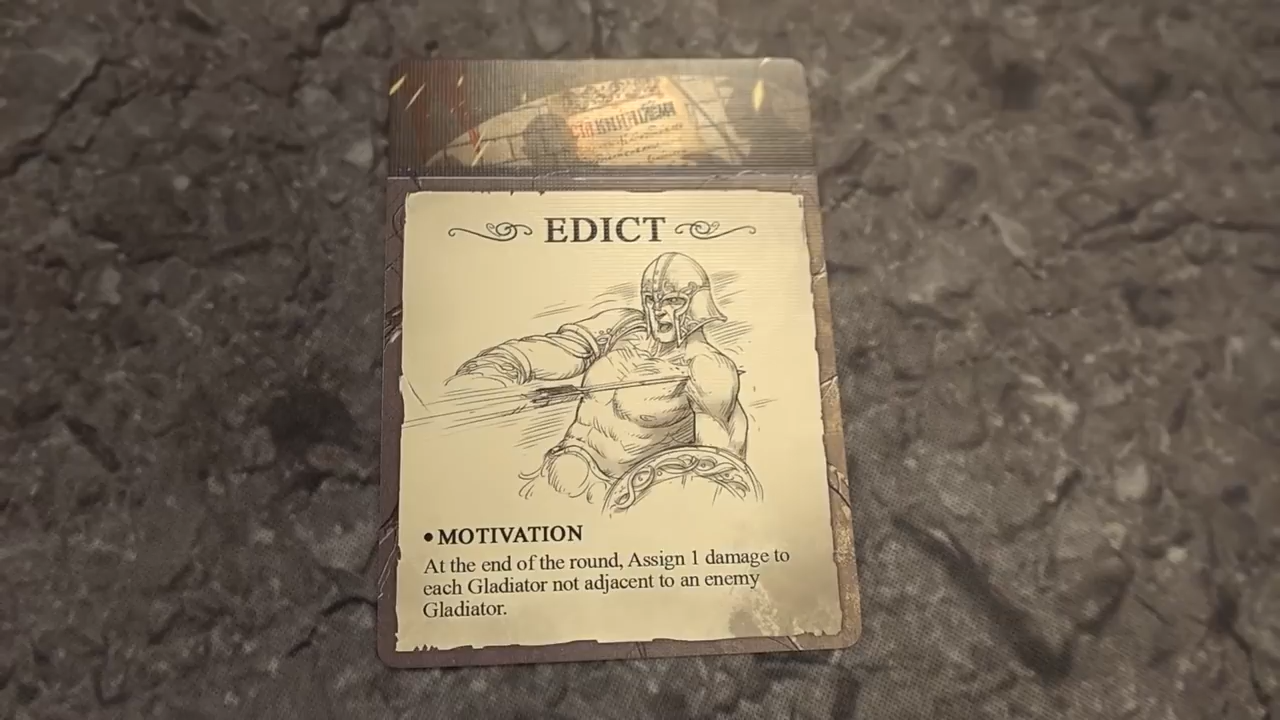 EDICT
• MOTIVATION
At the end of the round, Assign 1 damage to
each Gladiator not adjacent to an enemy
Gladiator.